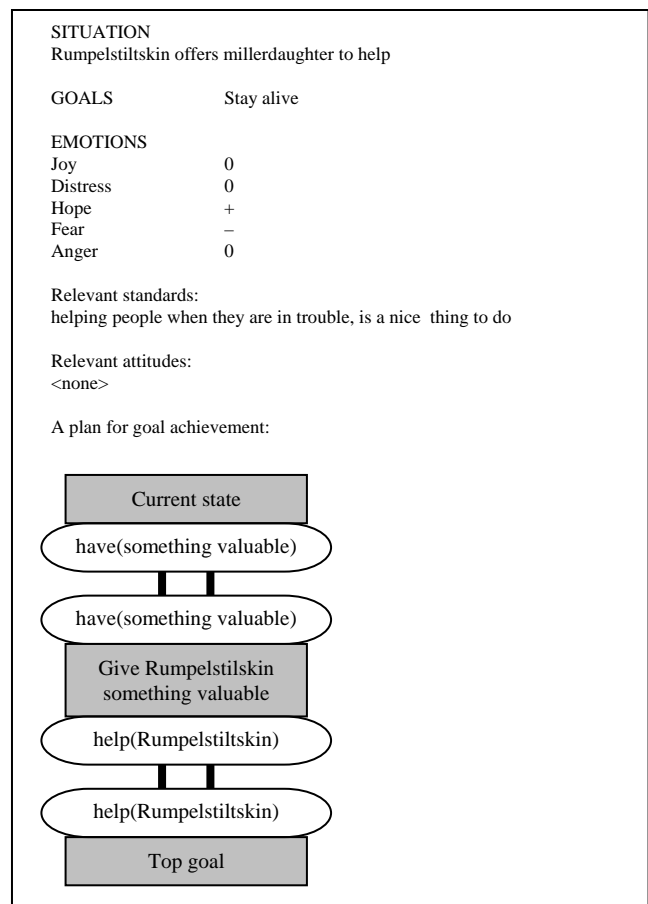 SITUATION
Rumpelstiltskin offers millerdaughter to help
GOALS Stay alive
EMOTIONS
Joy 0
Distress 0
Hope +
Fear –
Anger 0
Relevant standards:
helping people when they are in trouble, is a nice thing to do
Relevant attitudes:
<none>
A plan for goal achievement:
Current state
have(something valuable)
have(something valuable)
Give Rumpelstilskin
something valuable
help(Rumpelstiltskin)
help(Rumpelstiltskin)
Top goal